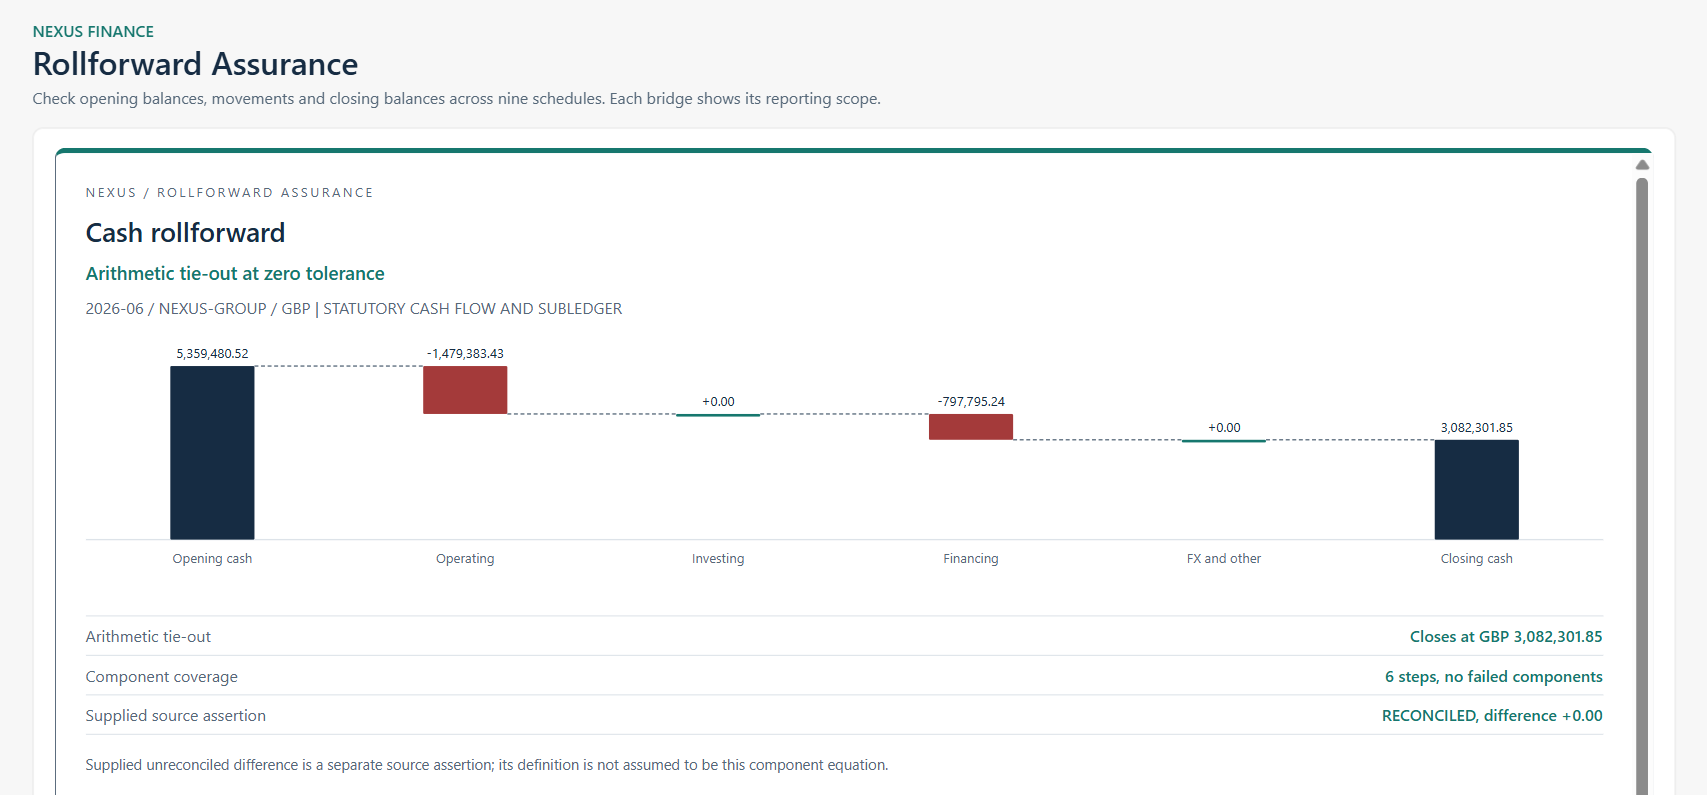 NEXUS FINANCE
Rollforward Assurance
Check opening balances, movements and closing balances across nine schedules. Each bridge shows its reporting scope.
NEXUS / ROLLFORWARD ASSURANCE
Cash rollforward
Arithmetic tie-out at zero tolerance
2026-06 / NEXUS-GROUP / GBP | STATUTORY CASH FLOW AND SUBLEDGER
5,359,480.52
-1,479,383.43
+0.00
-797,795.24
+0.00
3,082,301.85
Opening cash
Operating
Investing
Financing
FX and other
Closing cash
Arithmetic tie-out
Closes at GBP 3,082,301.85
Component coverage
6 steps, no failed components
Supplied source assertion
RECONCILED, difference +0.00
Supplied unreconciled difference is a separate source assertion; its definition is not assumed to be this component equation.